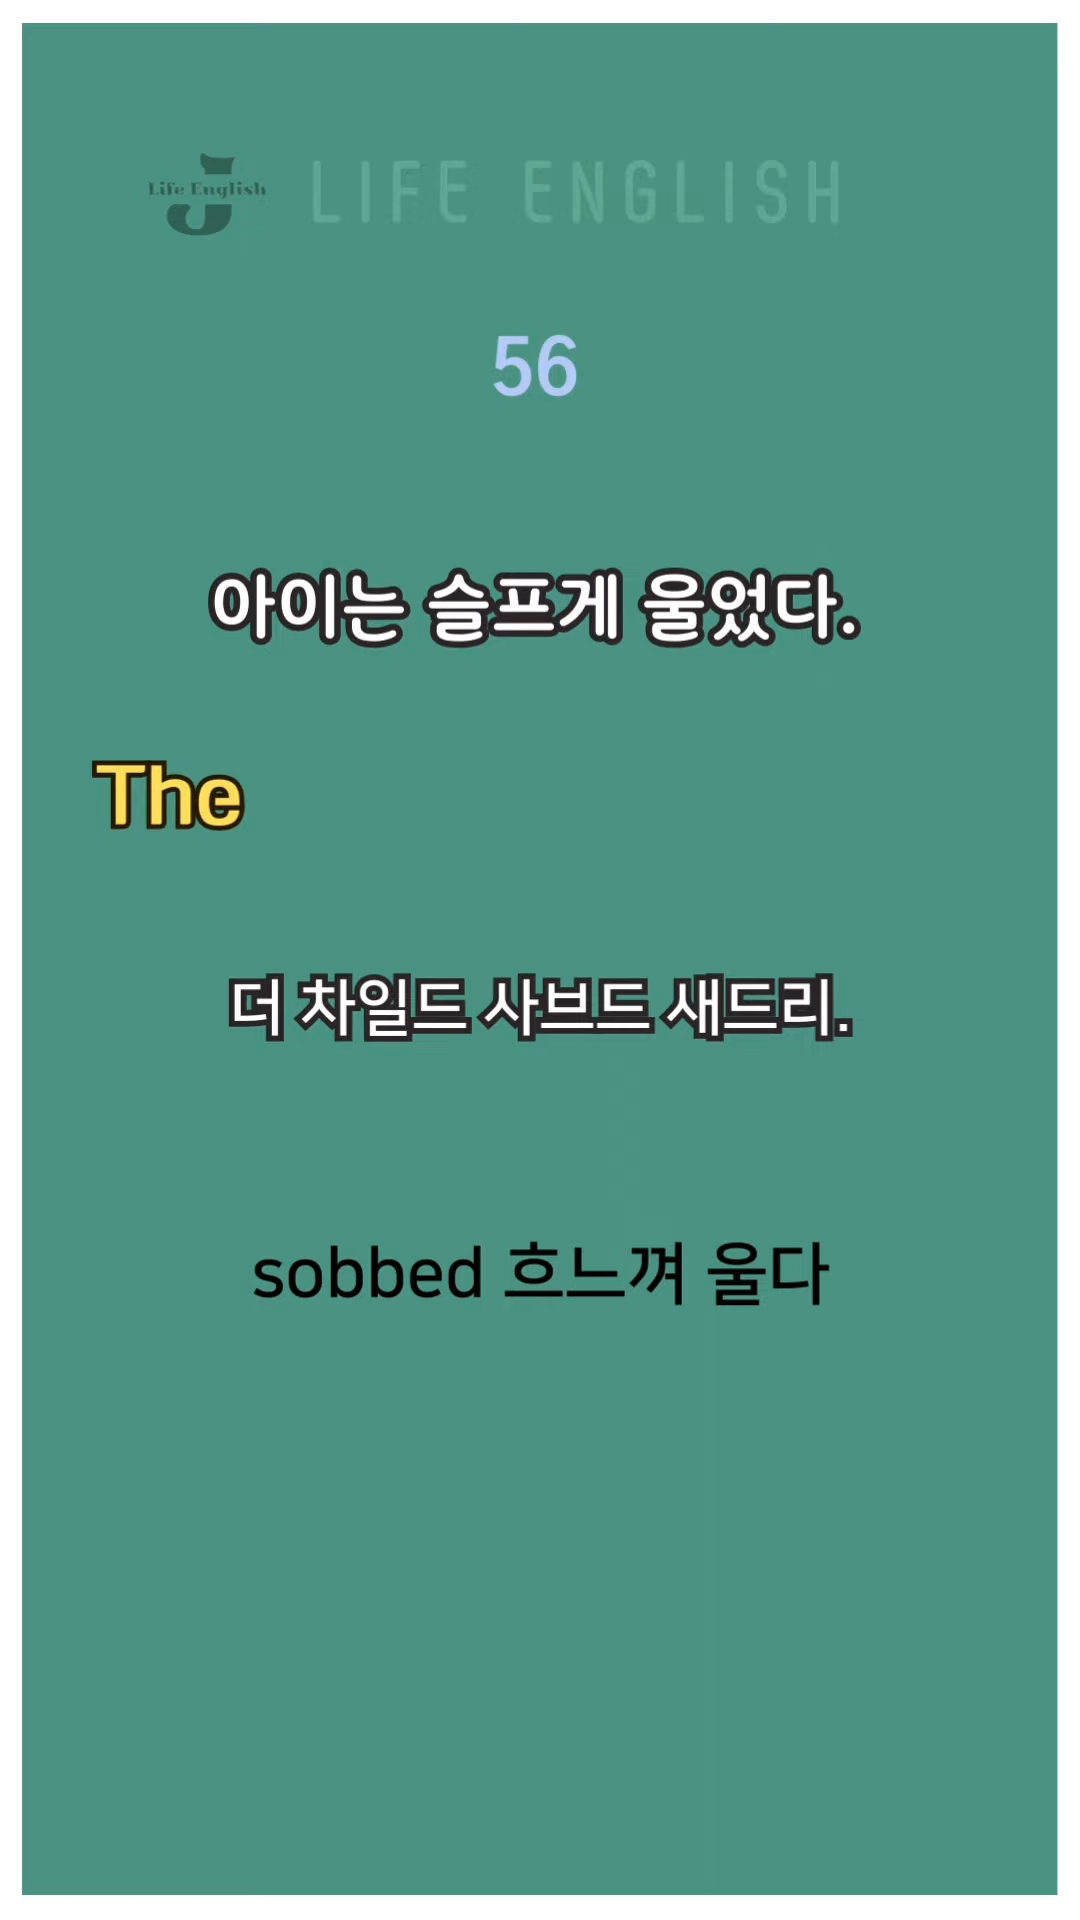 Life English
LIFE ENGLISH
56
아이는 슬프게 울었다.
The
더 차일드 사브드 새드리.
sobbed 흐느껴 울다